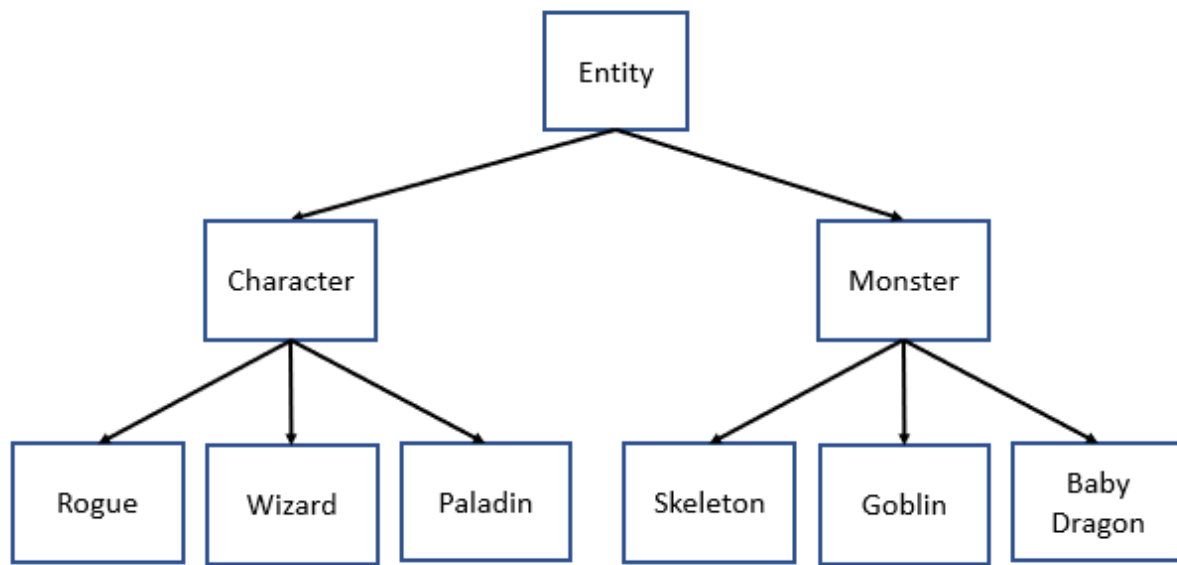 Entity
Character
Monster
Rogue
Wizard
Paladin
Skeleton
Goblin
Baby
Dragon